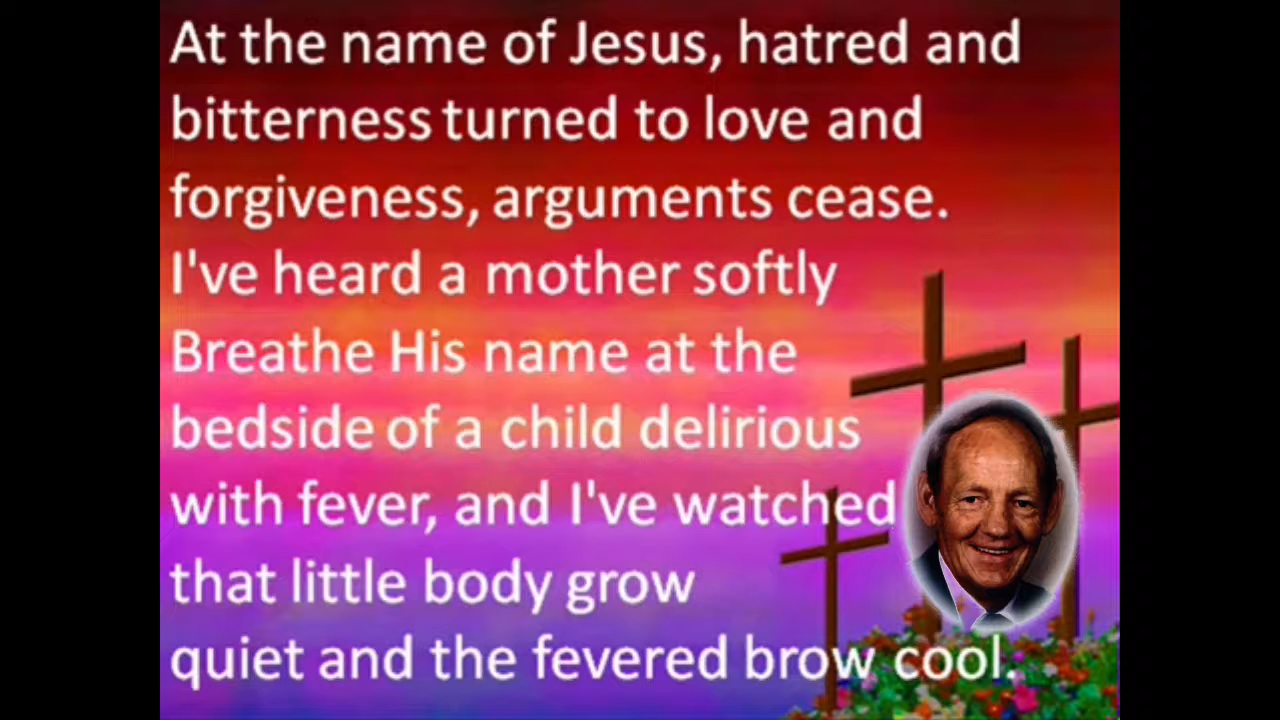 At the name of Jesus, hatred and
bitterness turned to love and
forgiveness, arguments cease.
I've heard a mother softly
Breathe His name at the
bedside of a child delirious
with fever, and I've watched
that little body grow
quiet and the fevered brow cool.